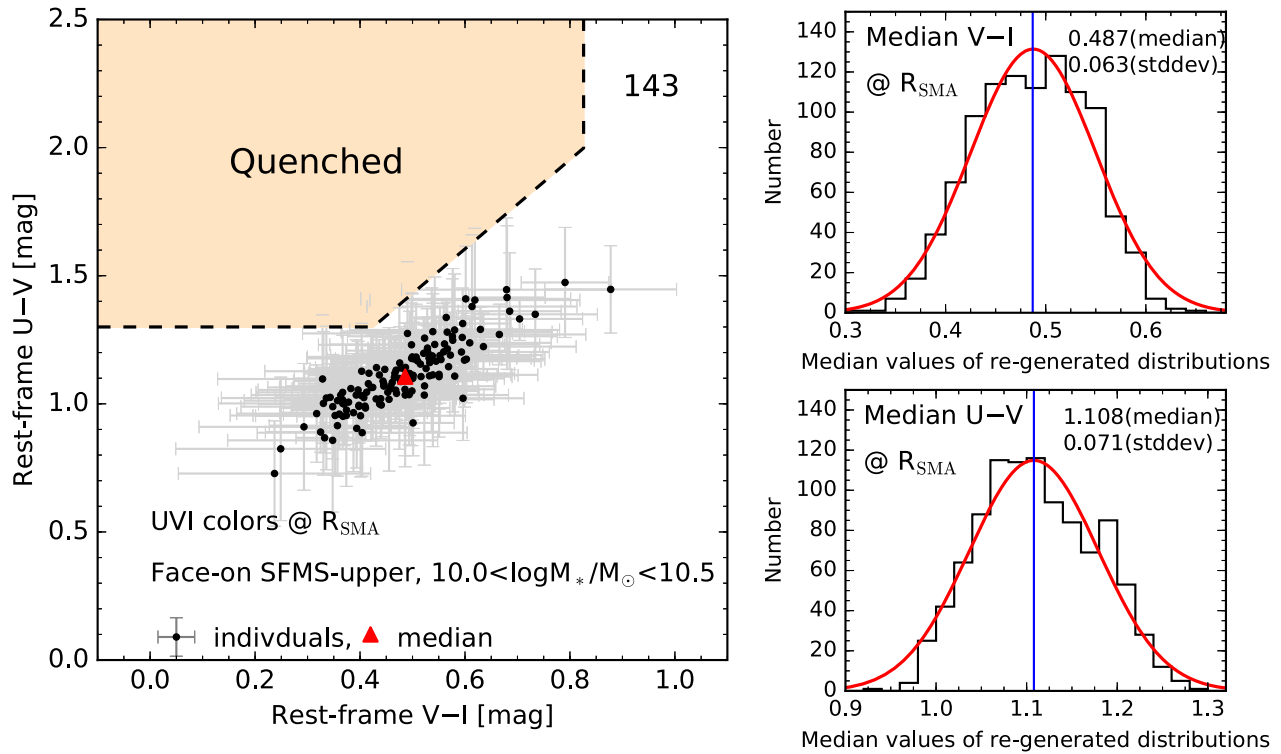 2.5
2.0
1.5
1.0
0.5
0.0
Rest-frame U−V [mag]
143
Quenched
UVI colors @ R_SMA
Face-on SFMS-upper, 10.0<logM_*/M_⊙<10.5
indivduals, median
0.0 0.2 0.4 0.6 0.8 1.0
Rest-frame V−I [mag]
140
120
100
80
60
40
20
0
Number
Median V−I
@ R_SMA
0.487(median)
0.063(stddev)
0.3 0.4 0.5 0.6
Median values of re-generated distributions
140
120
100
80
60
40
20
0
Number
Median U−V
@ R_SMA
1.108(median)
0.071(stddev)
0.9 1.0 1.1 1.2 1.3
Median values of re-generated distributions